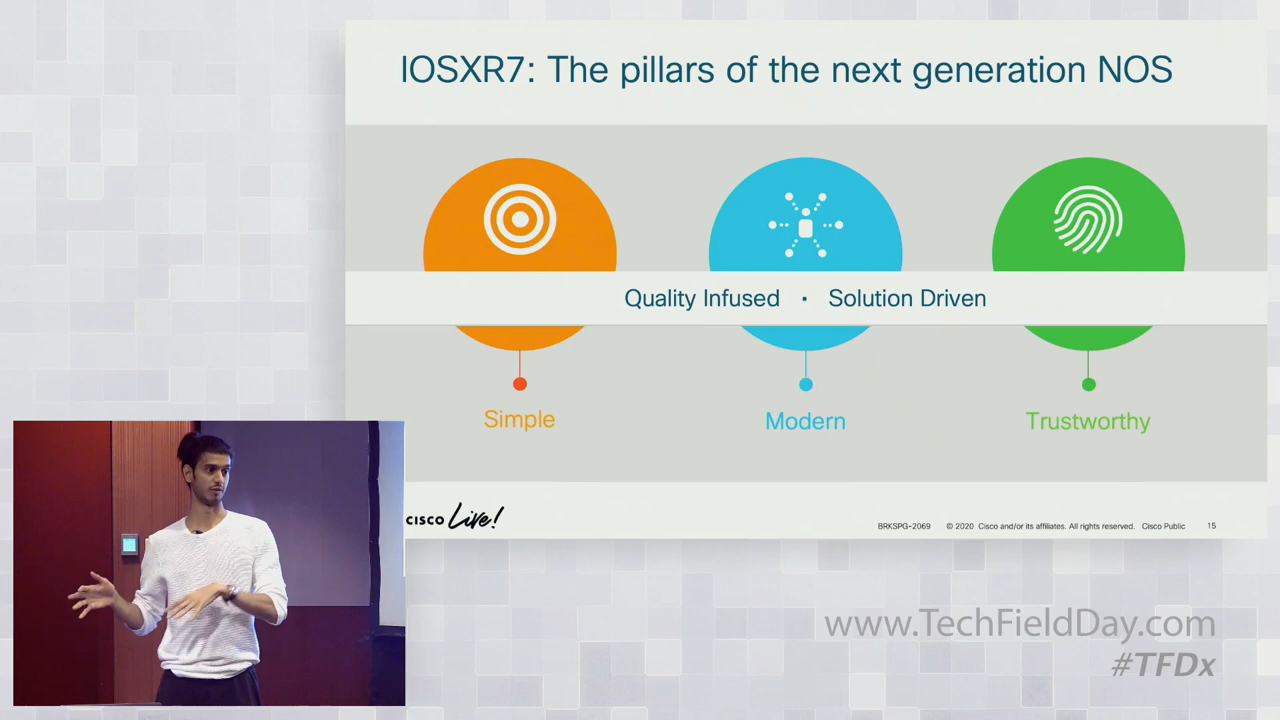 IOSXR7: The pillars of the next generation NOS
Quality Infused · Solution Driven
Simple
Modern
Trustworthy
CISCO Live!
BRKSPG-2069 © 2020 Cisco and/or its affiliates. All rights reserved. Cisco Public 15
www.TechFieldDay.com
#TFDx